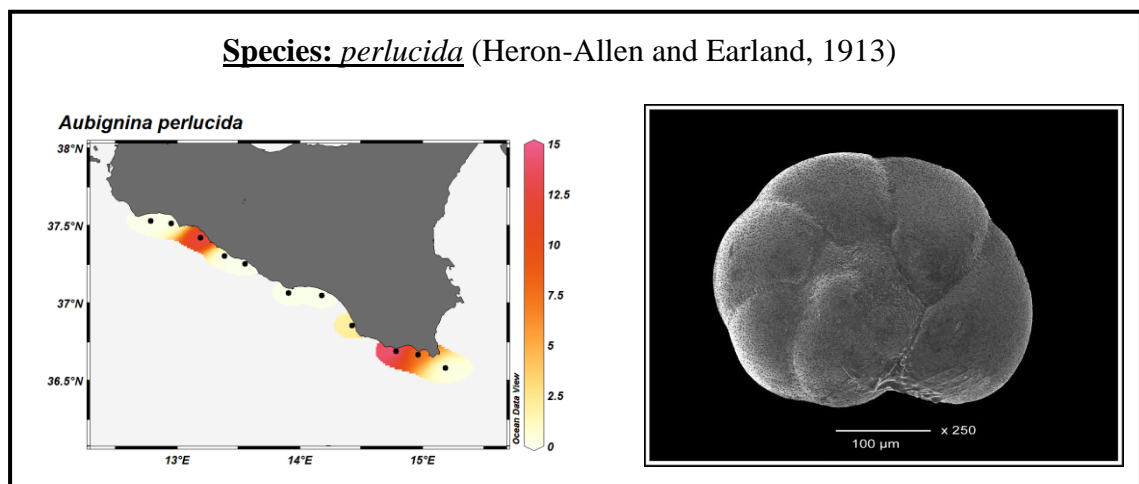 Species: perlucida (Heron-Allen and Earland, 1913)
Aubignina perlucida
38°N
37.5°N
37°N
36.5°N
13°E
14°E
15°E
15
12.5
10
7.5
5
2.5
0
Ocean Data View
x 250
100 µm